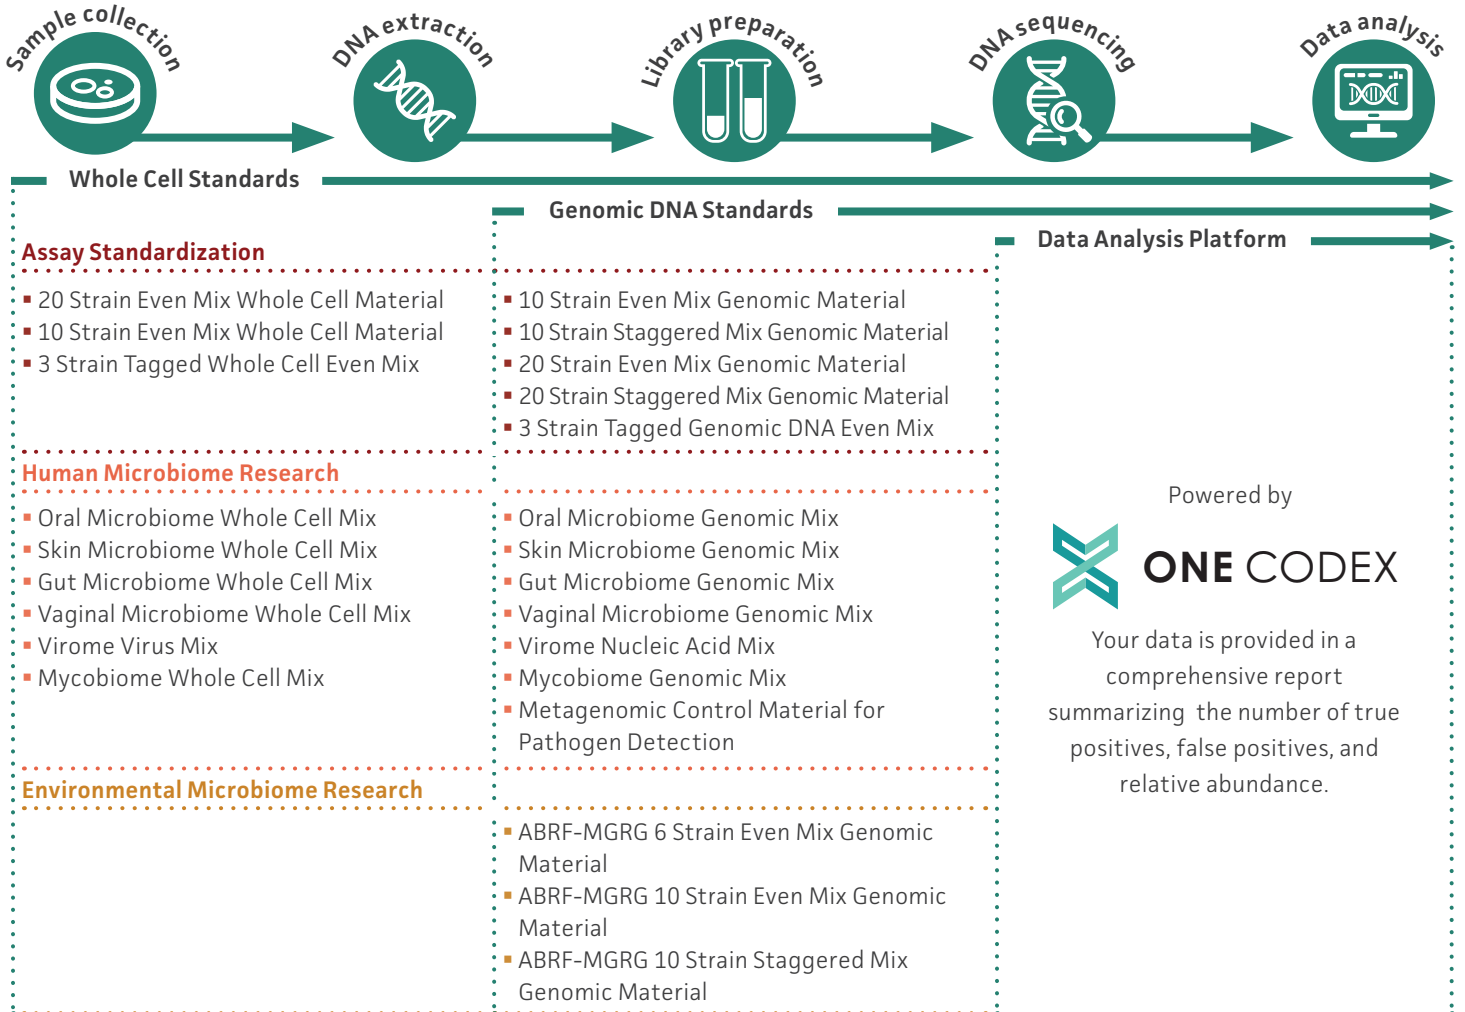 Sample collection
DNA extraction
Library preparation
DNA sequencing
Data analysis
Whole Cell Standards
Genomic DNA Standards
Data Analysis Platform
Assay Standardization
20 Strain Even Mix Whole Cell Material
10 Strain Even Mix Whole Cell Material
3 Strain Tagged Whole Cell Even Mix
10 Strain Even Mix Genomic Material
10 Strain Staggered Mix Genomic Material
20 Strain Even Mix Genomic Material
20 Strain Staggered Mix Genomic Material
3 Strain Tagged Genomic DNA Even Mix
Human Microbiome Research
Oral Microbiome Whole Cell Mix
Skin Microbiome Whole Cell Mix
Gut Microbiome Whole Cell Mix
Vaginal Microbiome Whole Cell Mix
Virome Virus Mix
Mycobiome Whole Cell Mix
Oral Microbiome Genomic Mix
Skin Microbiome Genomic Mix
Gut Microbiome Genomic Mix
Vaginal Microbiome Genomic Mix
Virome Nucleic Acid Mix
Mycobiome Genomic Mix
Metagenomic Control Material for
Pathogen Detection
Environmental Microbiome Research
ABRF-MGRG 6 Strain Even Mix Genomic
Material
ABRF-MGRG 10 Strain Even Mix Genomic
Material
ABRF-MGRG 10 Strain Staggered Mix
Genomic Material
Powered by
ONE CODEX
Your data is provided in a
comprehensive report
summarizing the number of true
positives, false positives, and
relative abundance.